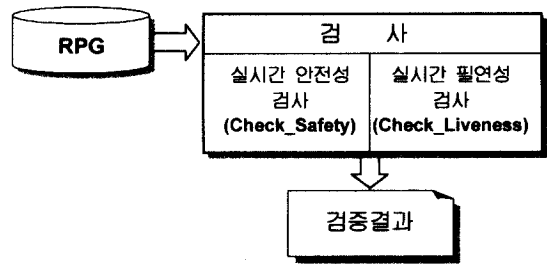 RPG
검 사
실시간 안전성
검사
(Check_Safety)
실시간 필연성
검사
(Check_Liveness)
검증결과